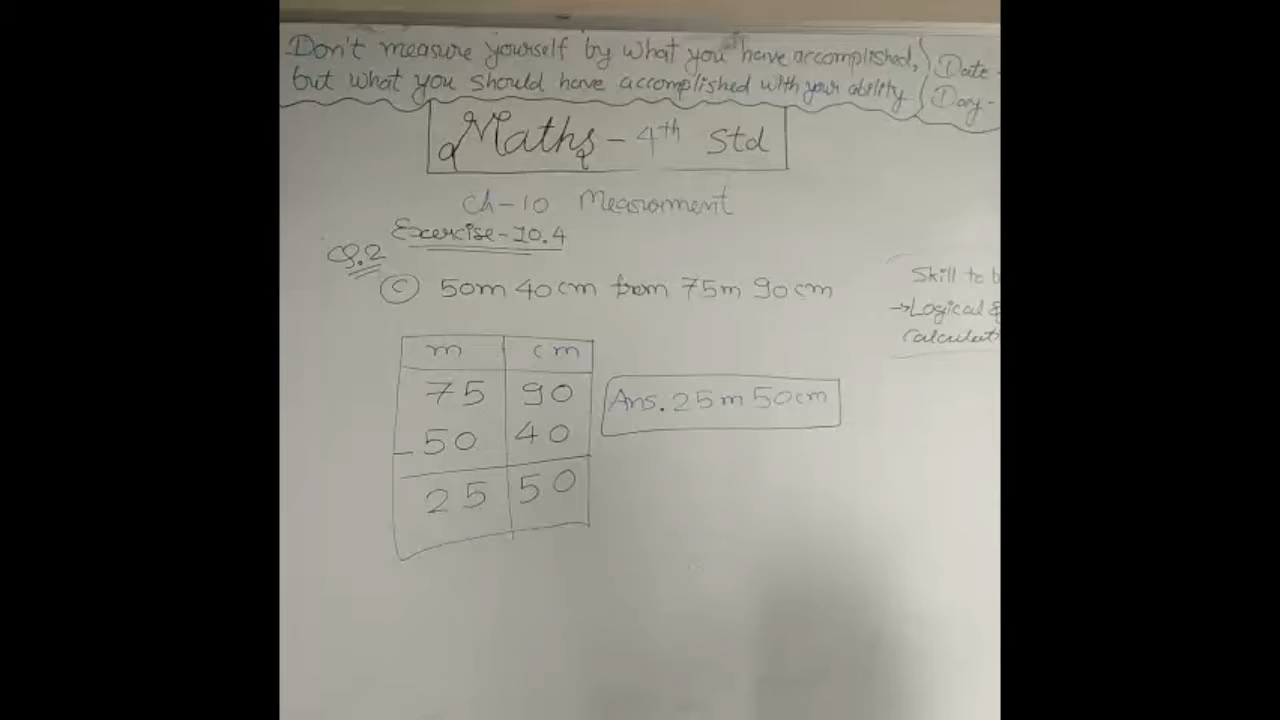 Don't measure yourself by what you have accomplished,
but what you should have accomplished with your ability
Date -
Day -
Maths - 4th Std
Ch-10 Measurment
Exercise-10.4
Q.2
C 50m 40cm from 75m 90cm
Skill to b
→Logical &
Calculati
m cm
75 90
- 50 40
25 50
Ans. 25m 50cm